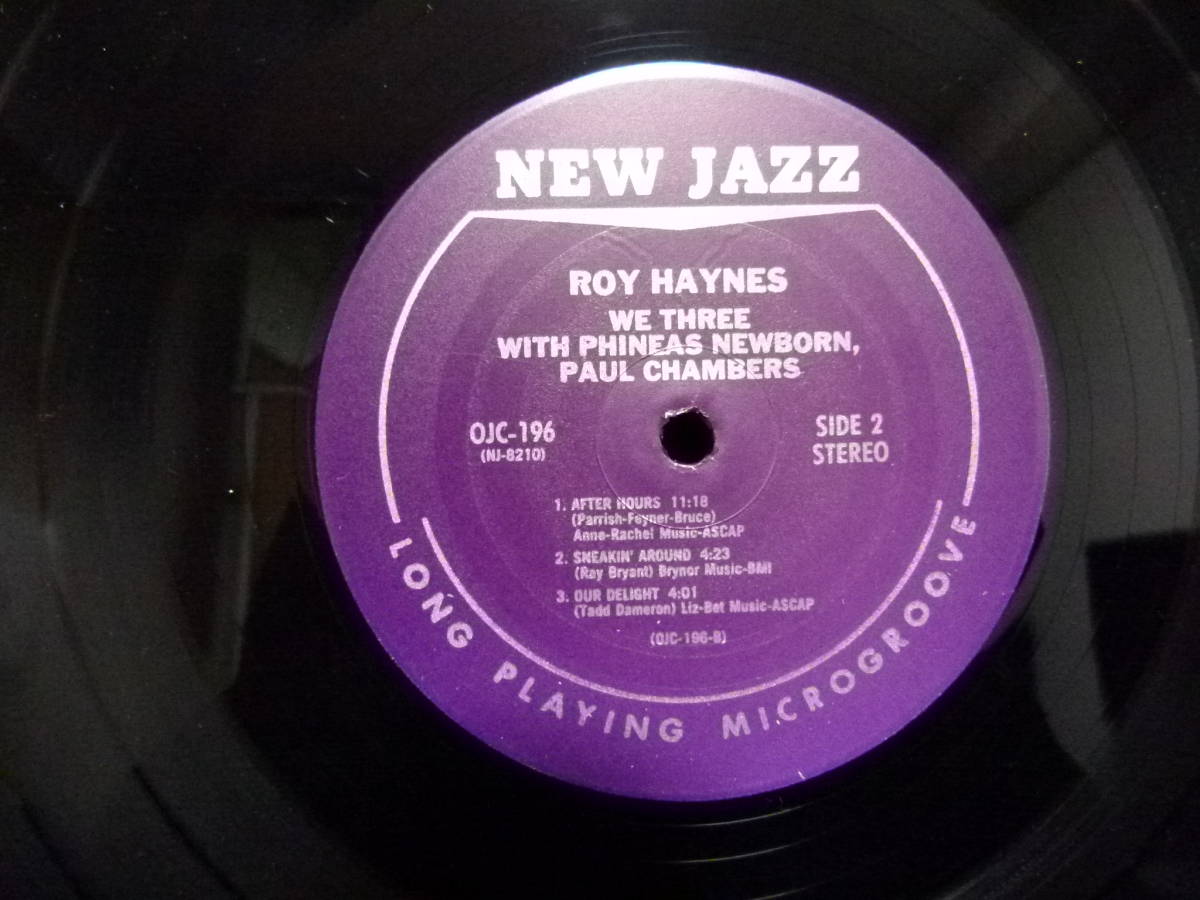 NEW JAZZ
ROY HAYNES
WE THREE
WITH PHINEAS NEWBORN,
PAUL CHAMBERS
OJC-196
(NJ-8210)
SIDE 2
STEREO
1. AFTER HOURS 11:18
(Parrish-Feyner-Bruce)
Anne-Rachel Music-ASCAP
2. SNEAKIN' AROUND 4:23
(Ray Bryant) Brynor Music-BMI
3. OUR DELIGHT 4:01
(Tadd Dameron) Liz-Bet Music-ASCAP
(OJC-196-B)
LONG PLAYING MICROGROOVE